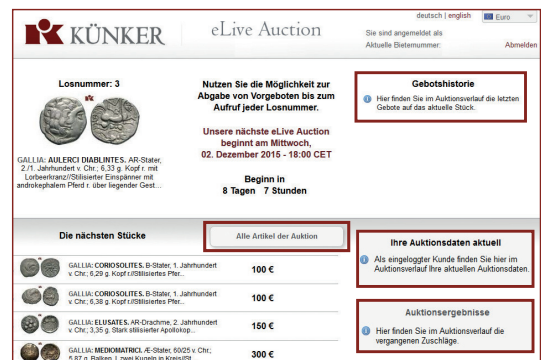 KÜNKER
eLive Auction
deutsch | english
Euro
Sie sind angemeldet als
Aktuelle Bieternummer:
Abmelden
Losnummer: 3
GALLIA: AULERCI DIABLINTES. AR-Stater,
2./1. Jahrhundert v. Chr.; 6,33 g. Kopf r. mit
Lorbeerkranz//Stilisierter Einspänner mit
androkephalem Pferd r. über liegender Gest...
Nutzen Sie die Möglichkeit zur
Abgabe von Vorgeboten bis zum
Aufruf jeder Losnummer.
Unsere nächste eLive Auction
beginnt am Mittwoch,
02. Dezember 2015 - 18:00 CET
Beginn in
8 Tagen 7 Stunden
Gebotshistorie
Hier finden Sie im Auktionsverlauf die letzten
Gebote auf das aktuelle Stück.
Die nächsten Stücke
Alle Artikel der Auktion
GALLIA: CORIOSOLITES. B-Stater, 1. Jahrhundert
v. Chr.; 6,29 g. Kopf r.//Stilisiertes Pfer...
100 €
GALLIA: CORIOSOLITES. B-Stater, 1. Jahrhundert
v. Chr.; 6,38 g. Kopf r.//Stilisiertes Pfer...
100 €
GALLIA: ELUSATES. AR-Drachme, 2. Jahrhundert
v. Chr.; 3,35 g. Stark stilisierter Apollokop...
150 €
GALLIA: MEDIOMATRICI. Æ-Stater, 60/25 v. Chr.;
5,87 g. Balken, I. zwei Kugeln in Kreis//St
300 €
Ihre Auktionsdaten aktuell
Als eingeloggter Kunde finden Sie hier im
Auktionsverlauf Ihre aktuellen Auktionsdaten.
Auktionsergebnisse
Hier finden Sie im Auktionsverlauf die
vergangenen Zuschläge.